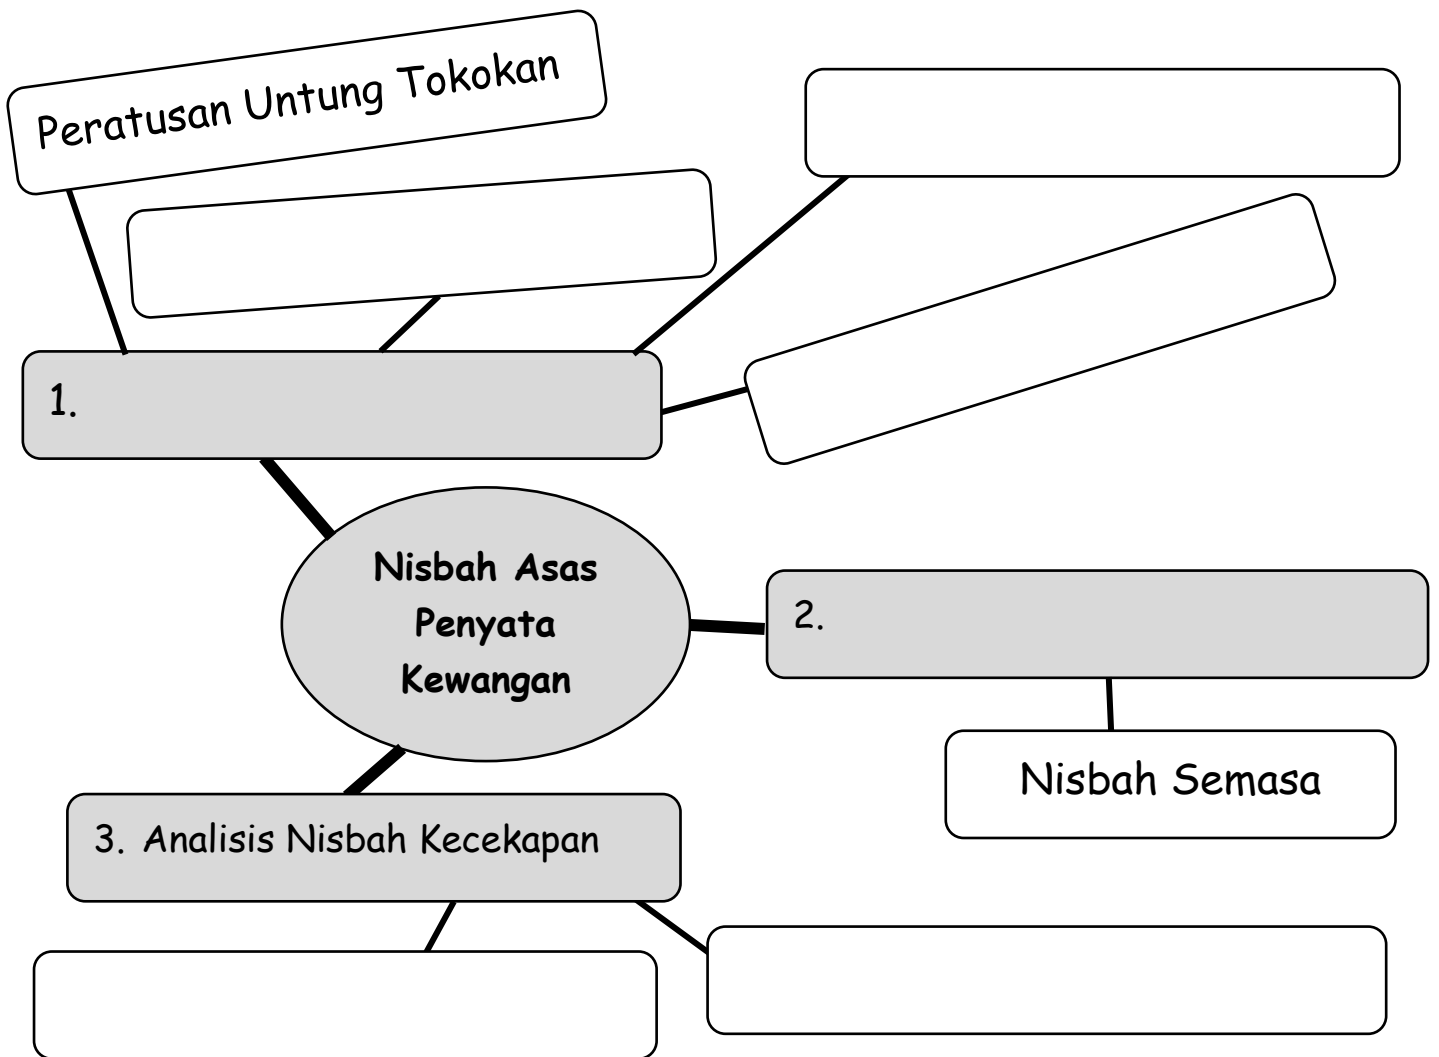 Peratusan Untung Tokokan
1.
Nisbah Asas
Penyata
Kewangan
2.
Nisbah Semasa
3. Analisis Nisbah Kecekapan